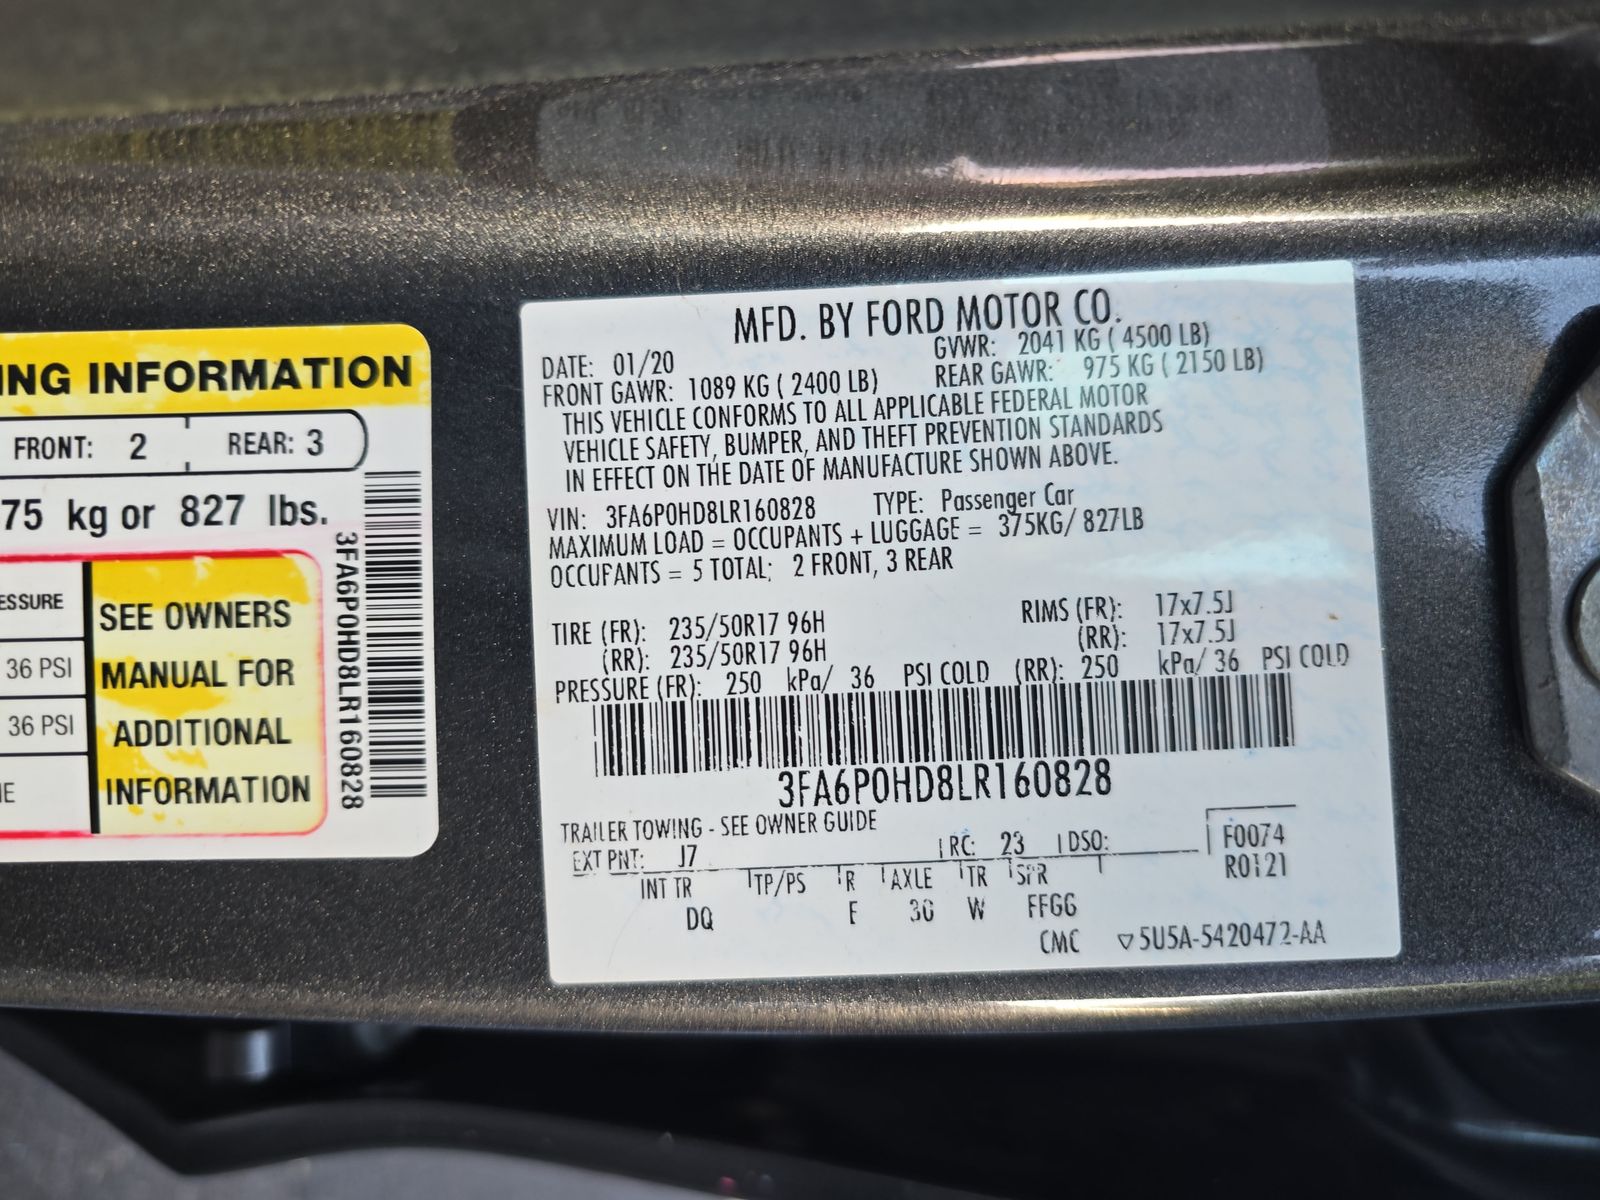 ING INFORMATION
FRONT: 2 REAR: 3
75 kg or 827 lbs.
ESSURE
36 PSI
36 PSI
NE
SEE OWNERS
MANUAL FOR
ADDITIONAL
INFORMATION
3FA6P0HD8LR160828
MFD. BY FORD MOTOR CO.
DATE: 01/20 GVWR: 2041 KG ( 4500 LB)
FRONT GAWR: 1089 KG ( 2400 LB) REAR GAWR: 975 KG ( 2150 LB)
THIS VEHICLE CONFORMS TO ALL APPLICABLE FEDERAL MOTOR
VEHICLE SAFETY, BUMPER, AND THEFT PREVENTION STANDARDS
IN EFFECT ON THE DATE OF MANUFACTURE SHOWN ABOVE.
VIN: 3FA6P0HD8LR160828 TYPE: Passenger Car
MAXIMUM LOAD = OCCUPANTS + LUGGAGE = 375KG/ 827LB
OCCUPANTS = 5 TOTAL; 2 FRONT, 3 REAR
TIRE (FR): 235/50R17 96H RIMS (FR): 17x7.5J
(RR): 235/50R17 96H (RR): 17x7.5J
PRESSURE (FR): 250 kPa/ 36 PSI COLD (RR): 250 kPa/ 36 PSI COLD
3FA6P0HD8LR160828
TRAILER TOWING - SEE OWNER GUIDE
EXT PNT: J7 RC: 23 DSO: F0074
R0121
INT TR TP/PS R AXLE TR SPR
DQ 30 W FFGG
CMC ▽5U5A-5420472-AA